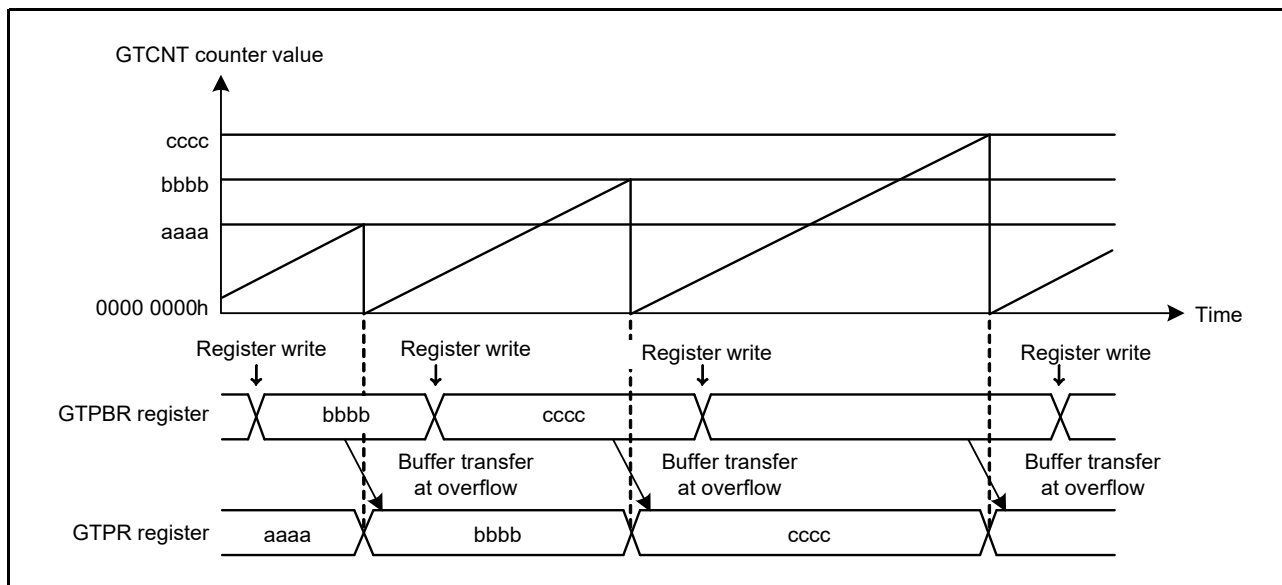 GTCNT counter value
cccc
bbbb
aaaa
0000 0000h
Time
Register write
Register write
Register write
Register write
GTPBR register
bbbb
cccc
Buffer transfer
at overflow
Buffer transfer
at overflow
Buffer transfer
at overflow
GTPR register
aaaa
bbbb
cccc